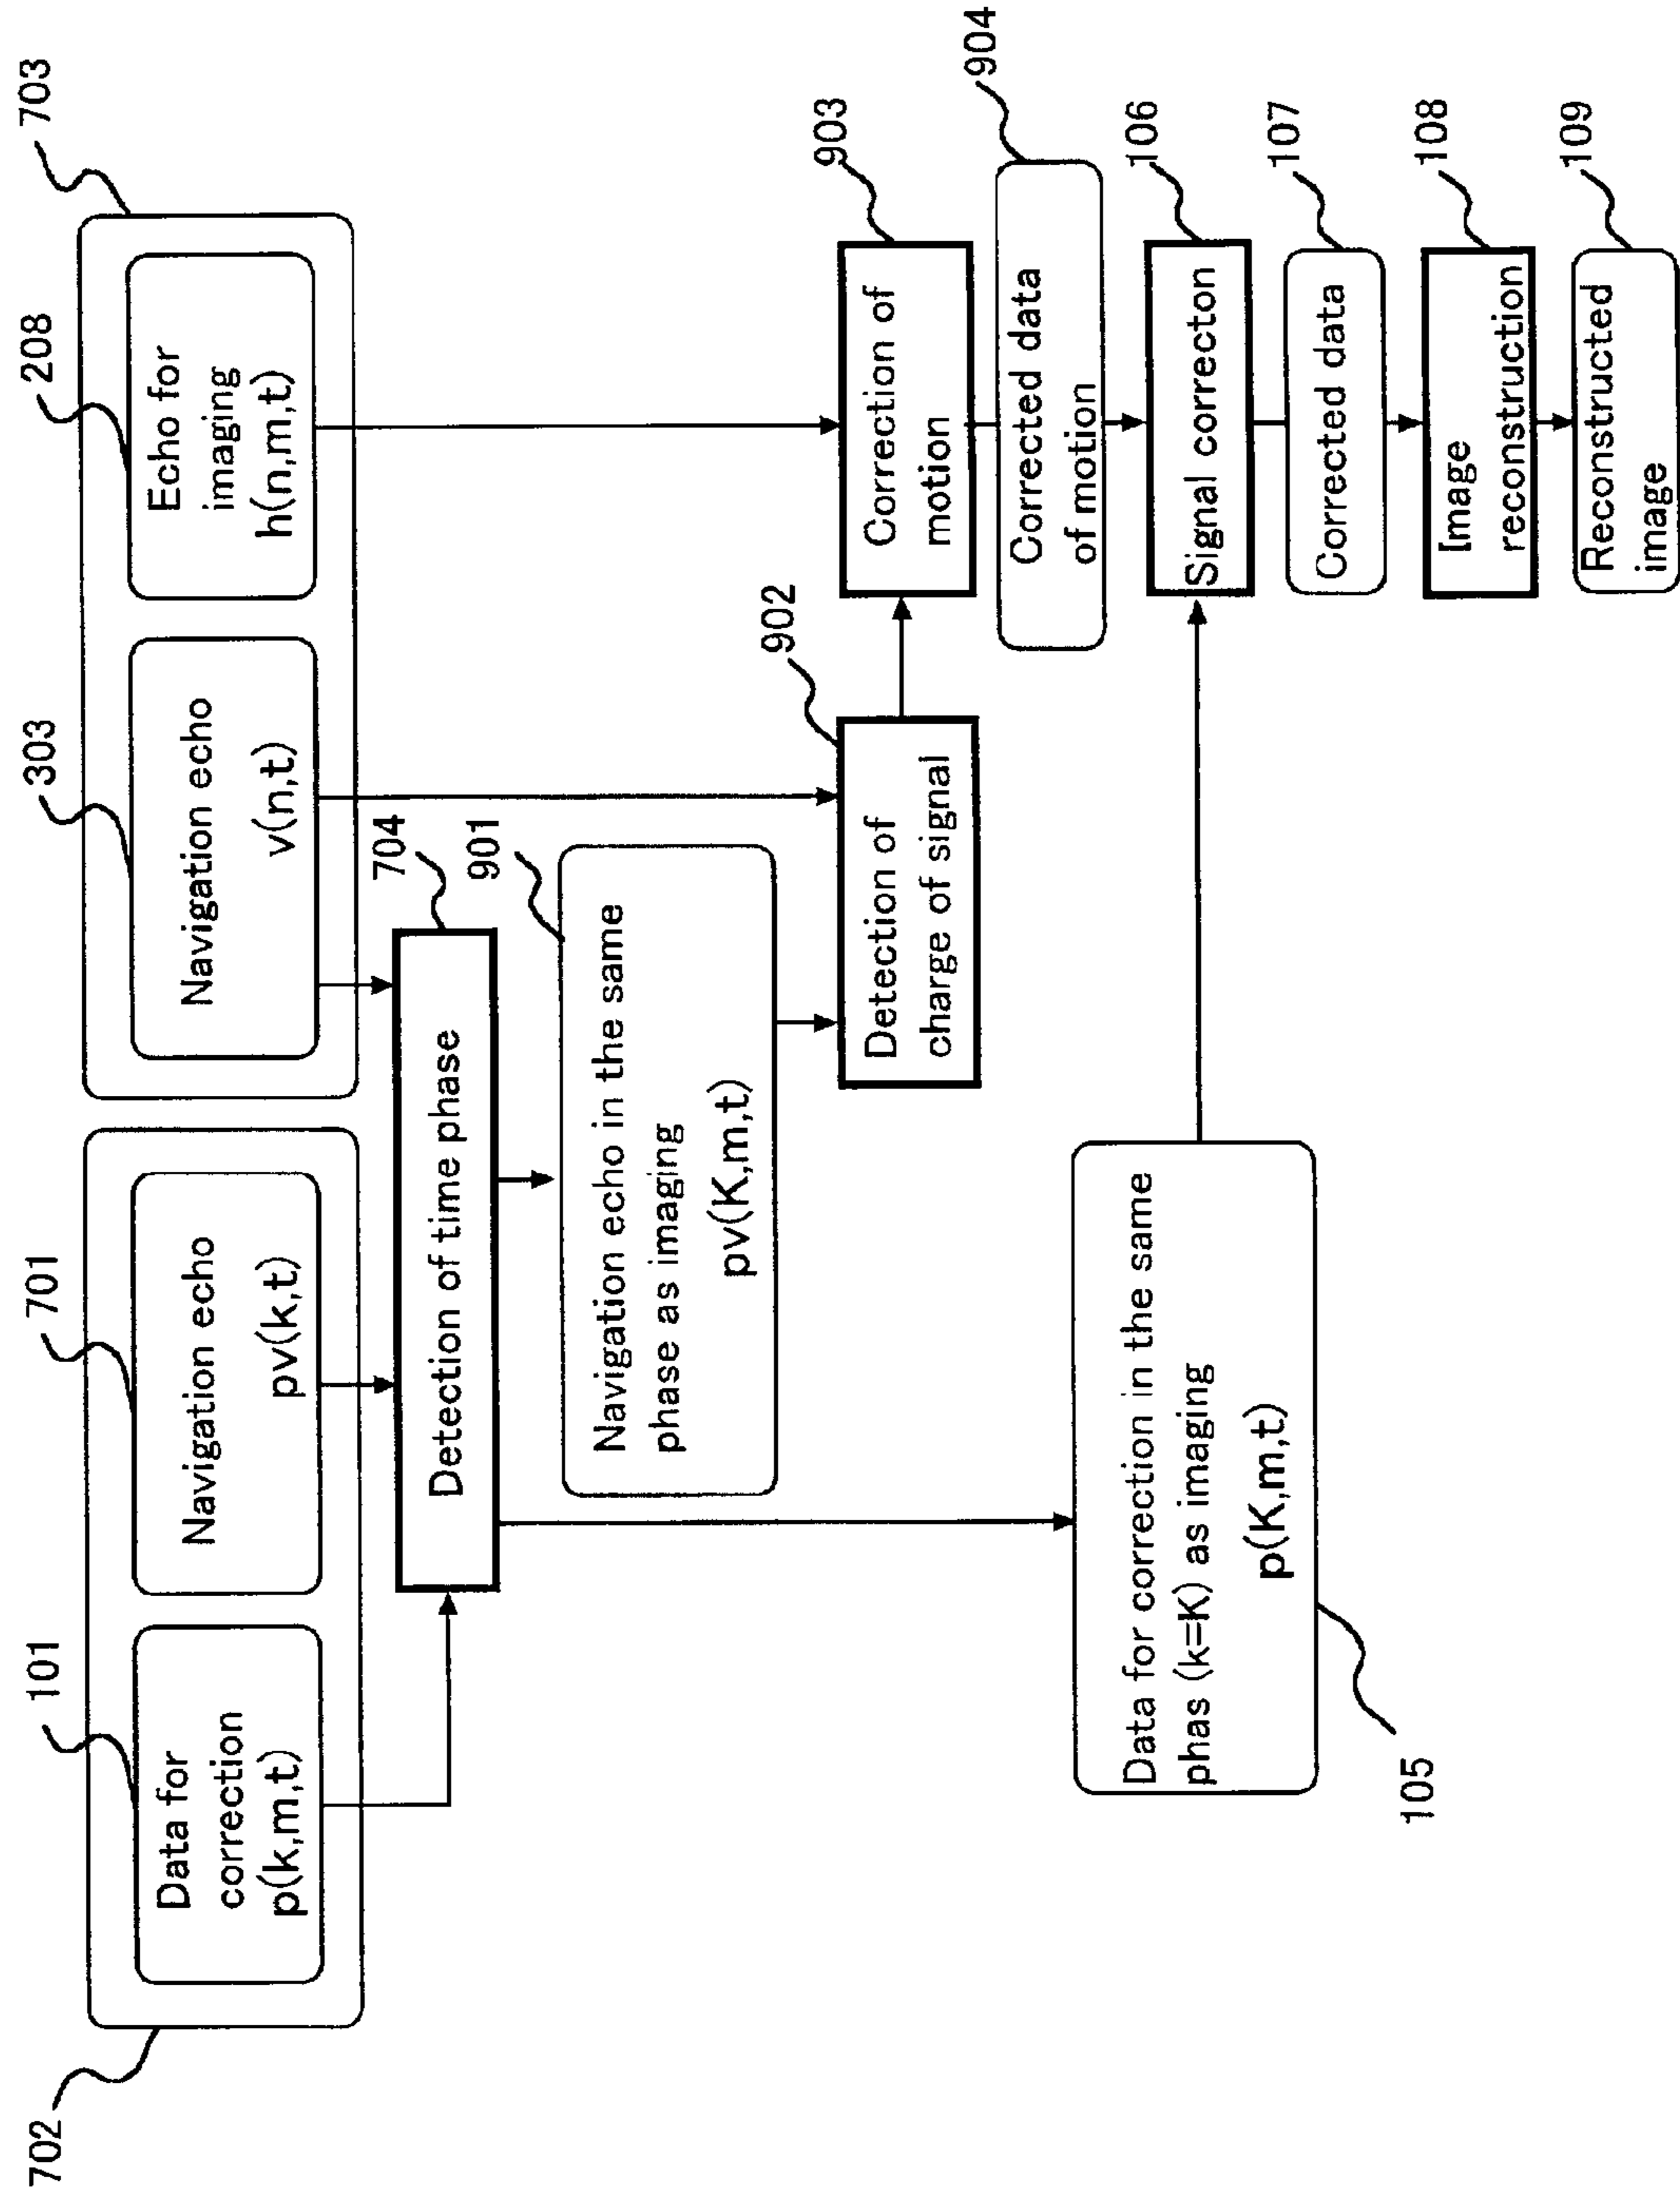 702
101
701
303
208
703
Data for
correction
p(k,m,t)
Navigation echo
pv(k,t)
Navigation echo
v(n,t)
Echo for
imaging
h(n,m,t)
704
Detection of time phase
901
Navigation echo in the same
phase as imaging
pv(K,m,t)
902
Detection of
charge of signal
903
Correction of
motion
904
Corrected data
of motion
105
Data for correction in the same
phas (k=K) as imaging
p(K,m,t)
106
Signal correcton
107
Corrected data
108
Image
reconstruction
109
Reconstructed
image